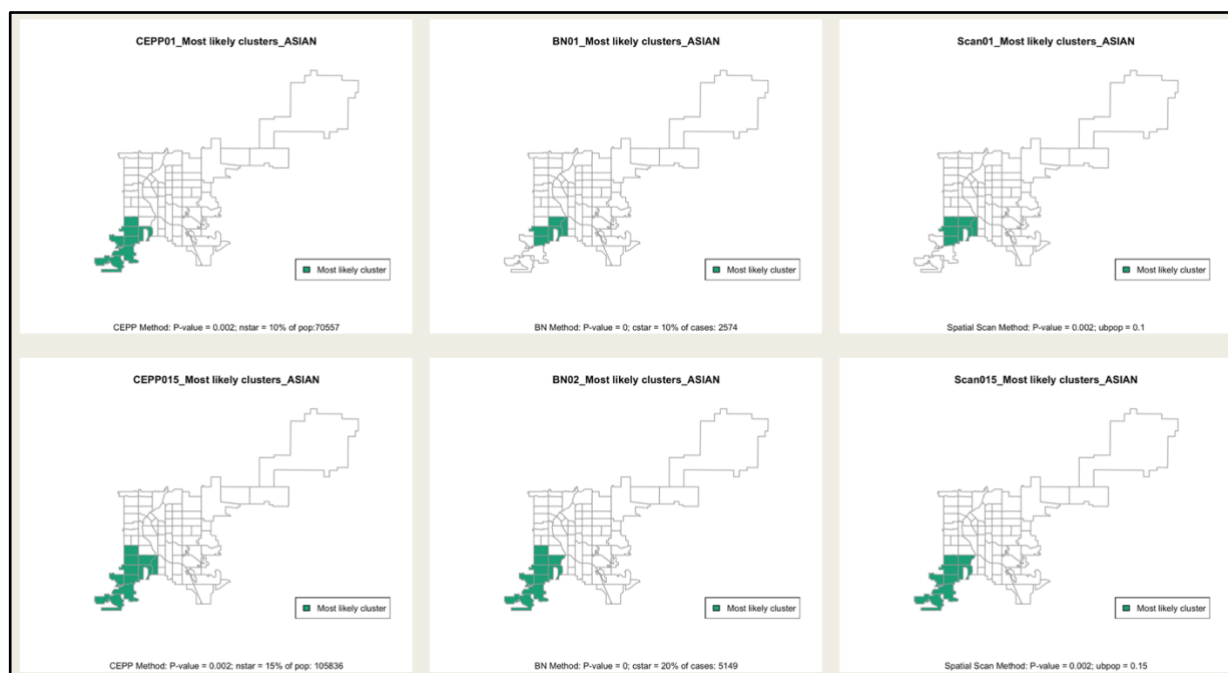 CEPP01_Most likely clusters_ASIAN
Most likely cluster
CEPP Method: P-value = 0.002; nstar = 10% of pop:70557
BN01_Most likely clusters_ASIAN
Most likely cluster
BN Method: P-value = 0; cstar = 10% of cases: 2574
Scan01_Most likely clusters_ASIAN
Most likely cluster
Spatial Scan Method: P-value = 0.002; ubpop = 0.1
CEPP015_Most likely clusters_ASIAN
Most likely cluster
CEPP Method: P-value = 0.002; nstar = 15% of pop: 105836
BN02_Most likely clusters_ASIAN
Most likely cluster
BN Method: P-value = 0; cstar = 20% of cases: 5149
Scan015_Most likely clusters_ASIAN
Most likely cluster
Spatial Scan Method: P-value = 0.002; ubpop = 0.15